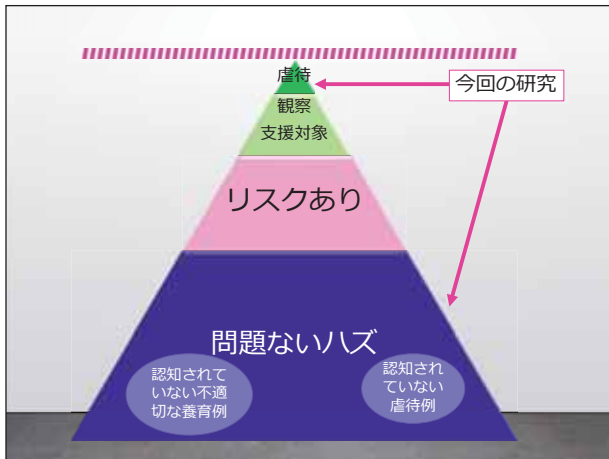 虐待
今回の研究
観察
支援対象
リスクあり
問題ないハズ
認知されて
いない不適
切な養育例
認知され
ていない
虐待例